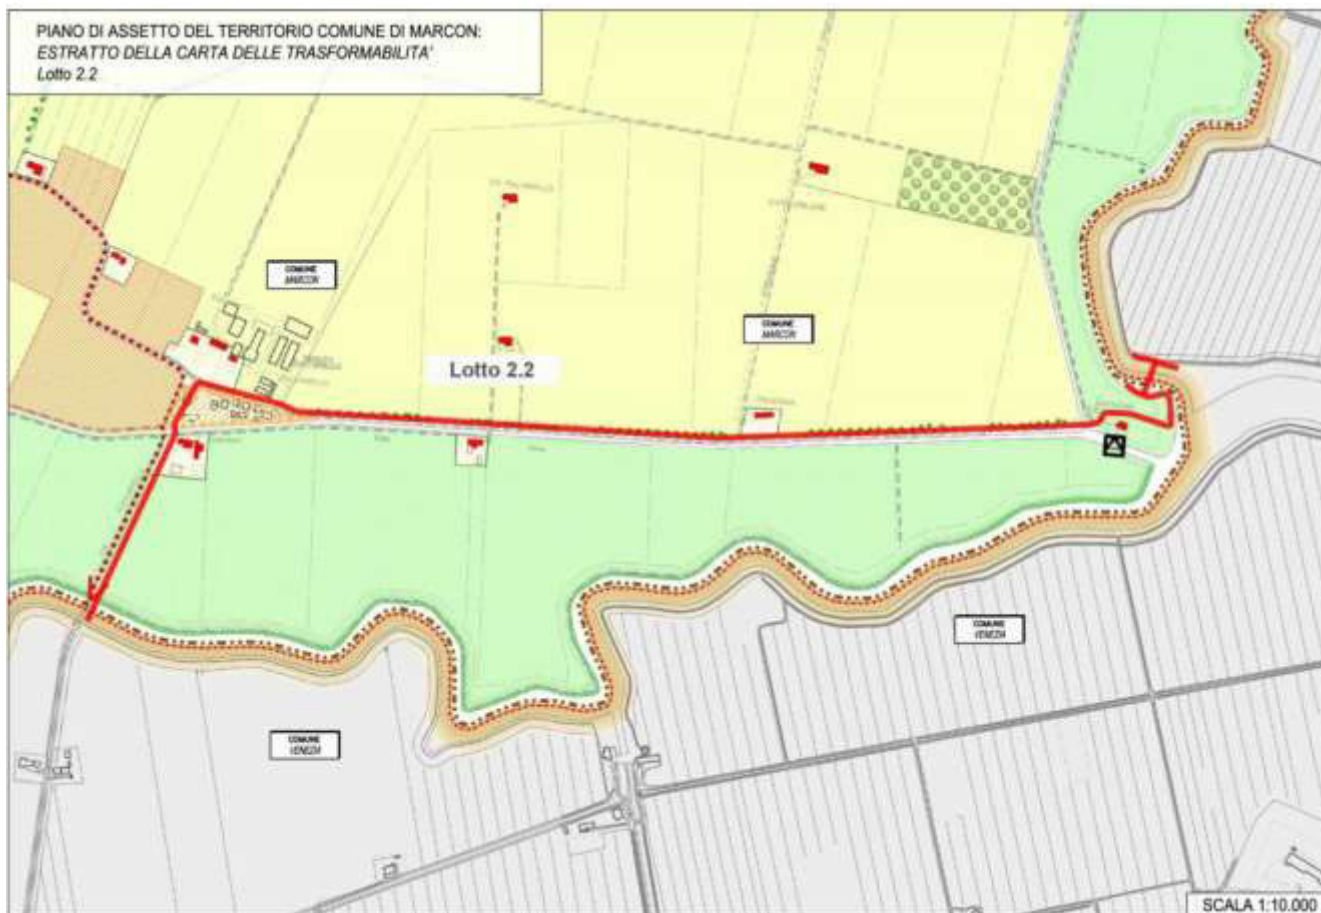 PIANO DI ASSETTO DEL TERRITORIO COMUNE DI MARCON:
ESTRATTO DELLA CARTA DELLE TRASFORMABILITA'
Lotto 2.2
COMUNE
MARCON
COMUNE
MARCON
Lotto 2.2
COMUNE
VENEZIA
COMUNE
VENEZIA
SCALA 1:10.000